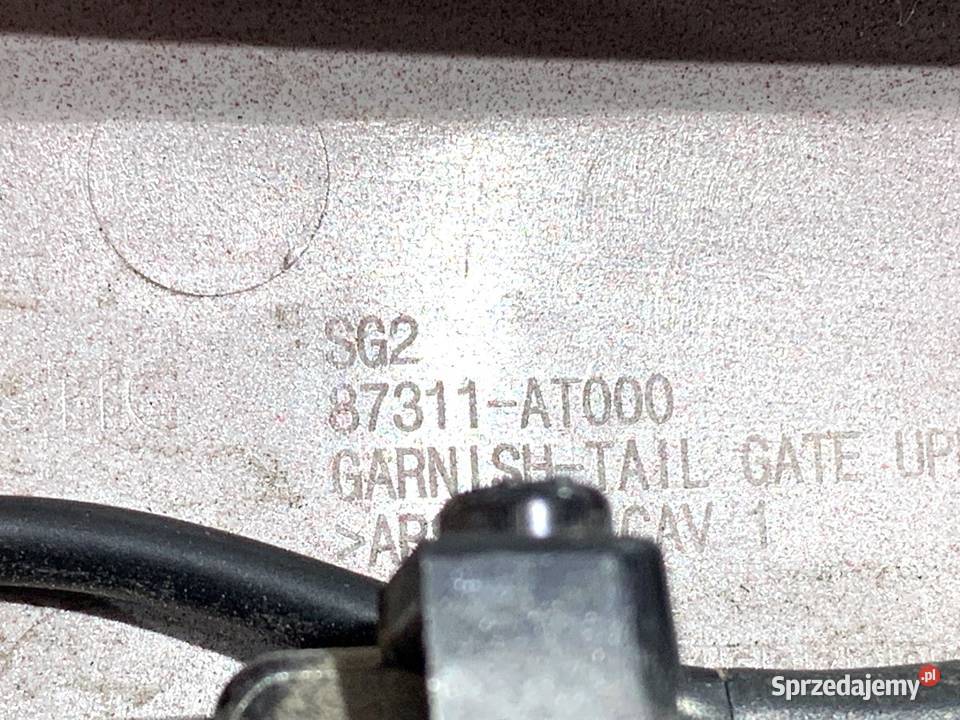 SG2
87311-AT000
GARNISH-TAIL GATE
CAV 1
Sprzedajemy.pl